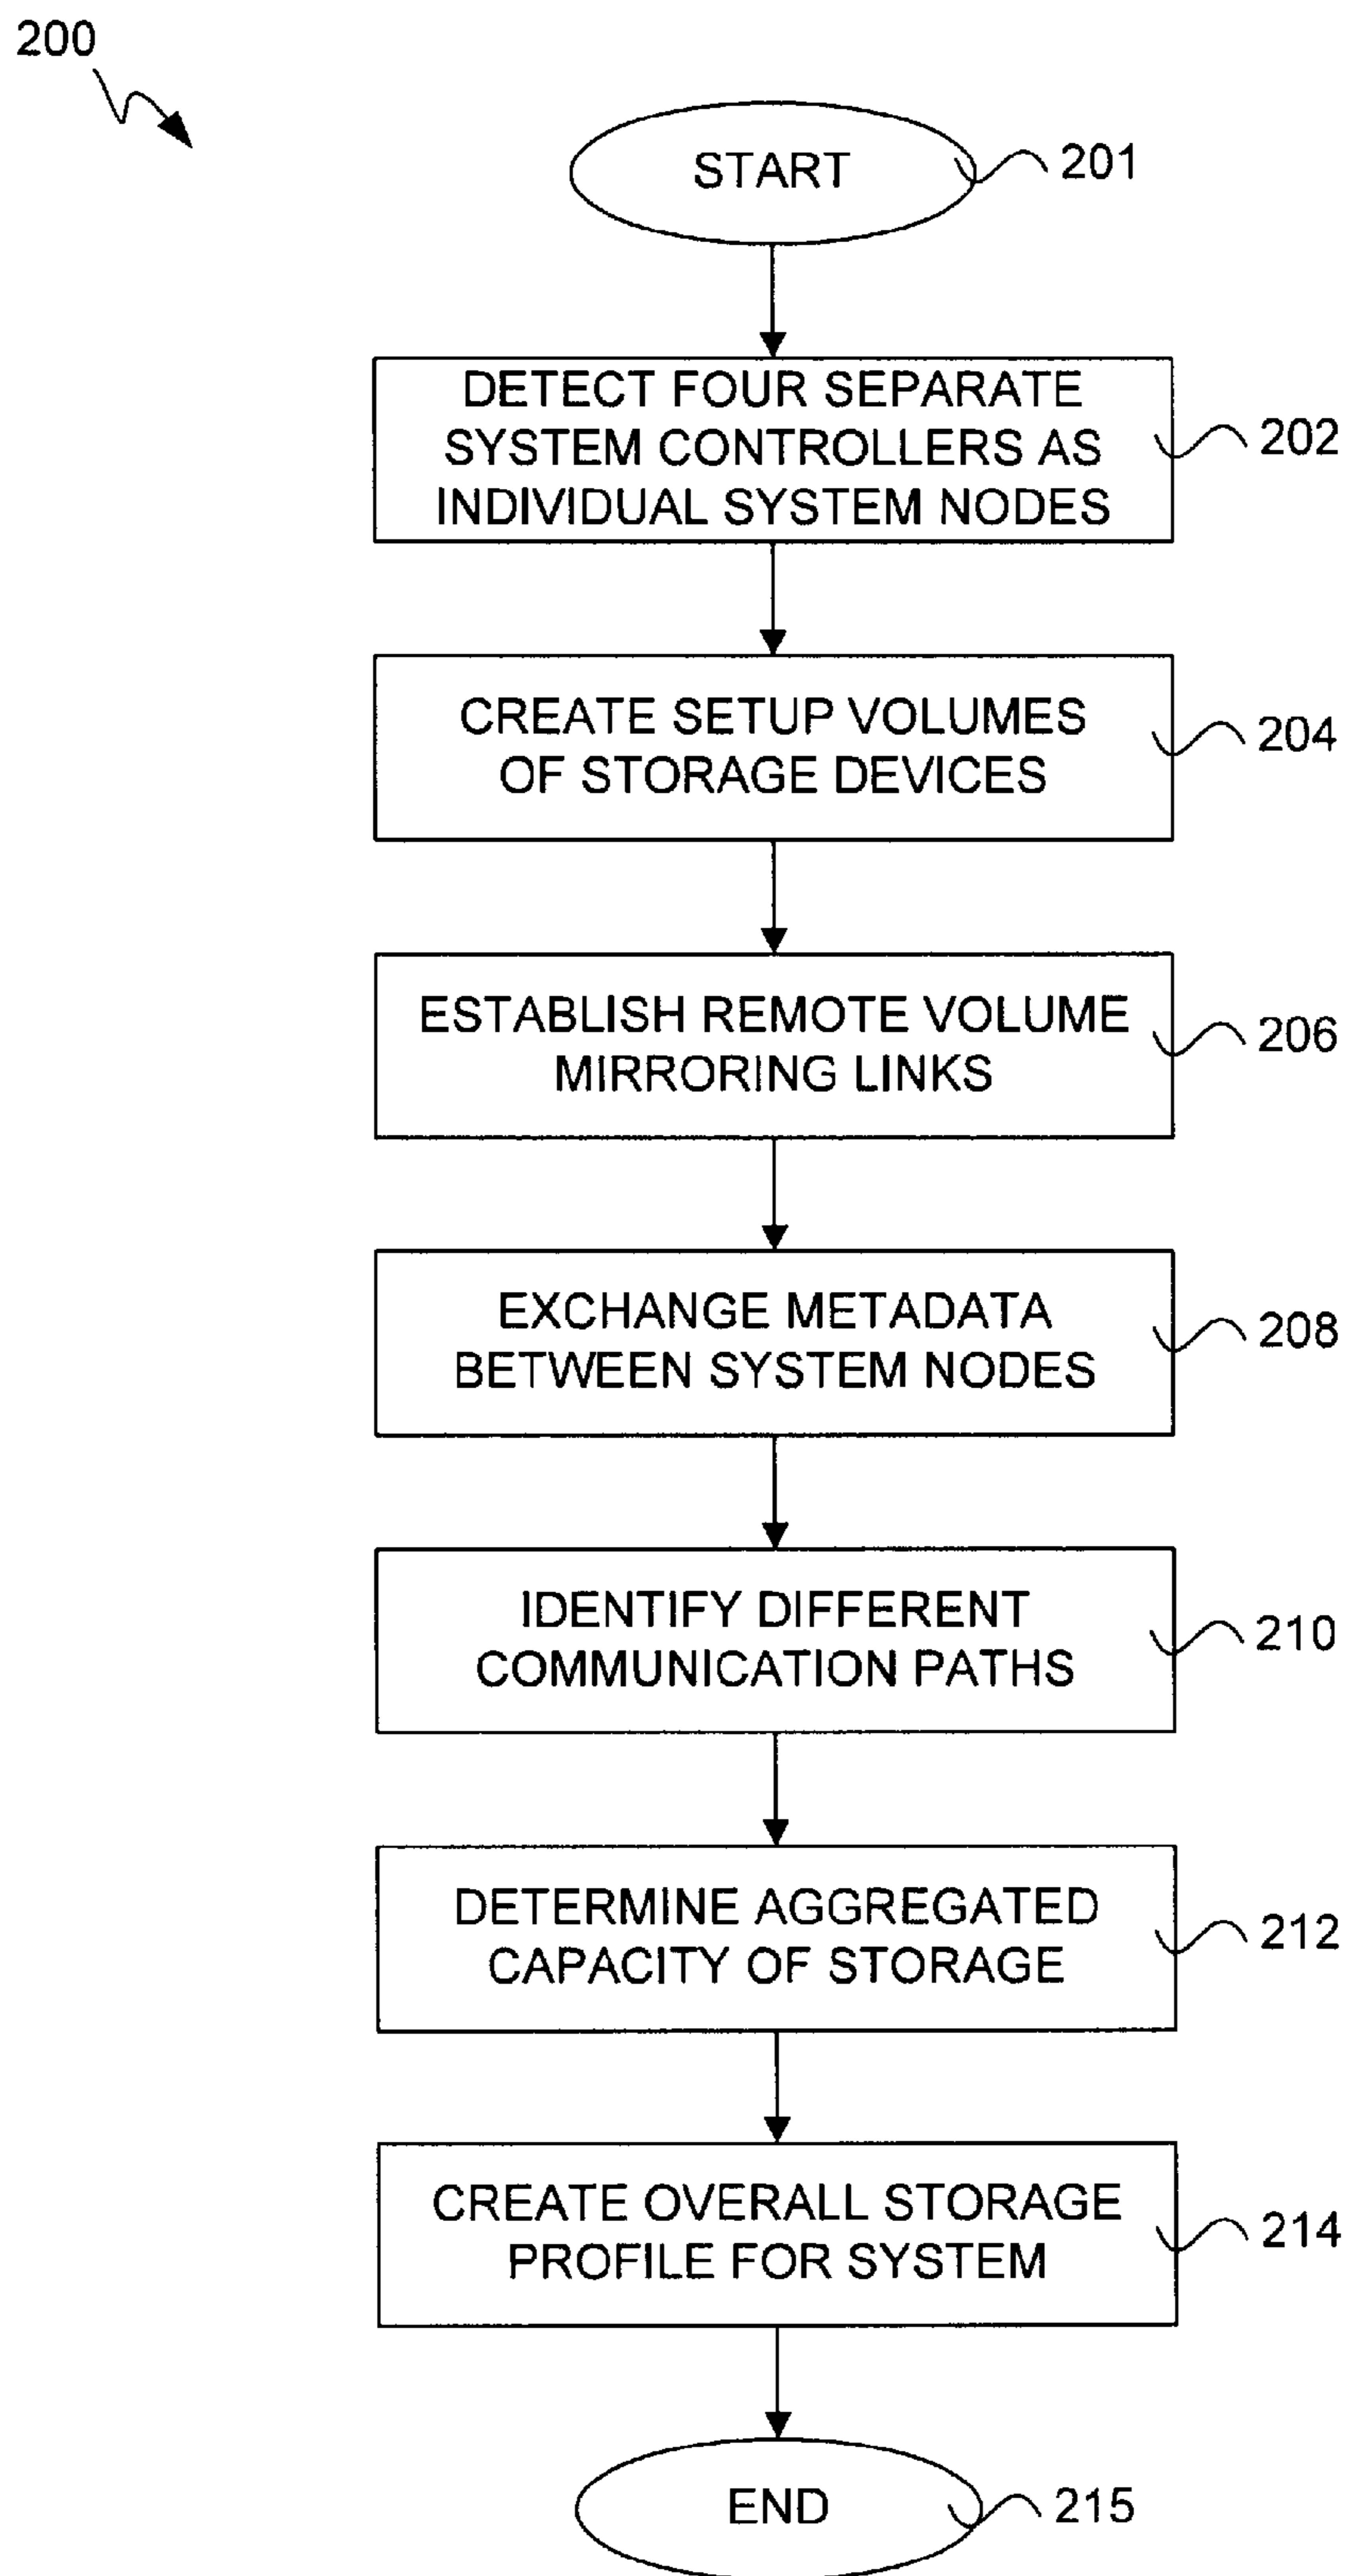 200
START
201
DETECT FOUR SEPARATE
SYSTEM CONTROLLERS AS
INDIVIDUAL SYSTEM NODES
202
CREATE SETUP VOLUMES
OF STORAGE DEVICES
204
ESTABLISH REMOTE VOLUME
MIRRORING LINKS
206
EXCHANGE METADATA
BETWEEN SYSTEM NODES
208
IDENTIFY DIFFERENT
COMMUNICATION PATHS
210
DETERMINE AGGREGATED
CAPACITY OF STORAGE
212
CREATE OVERALL STORAGE
PROFILE FOR SYSTEM
214
END
215